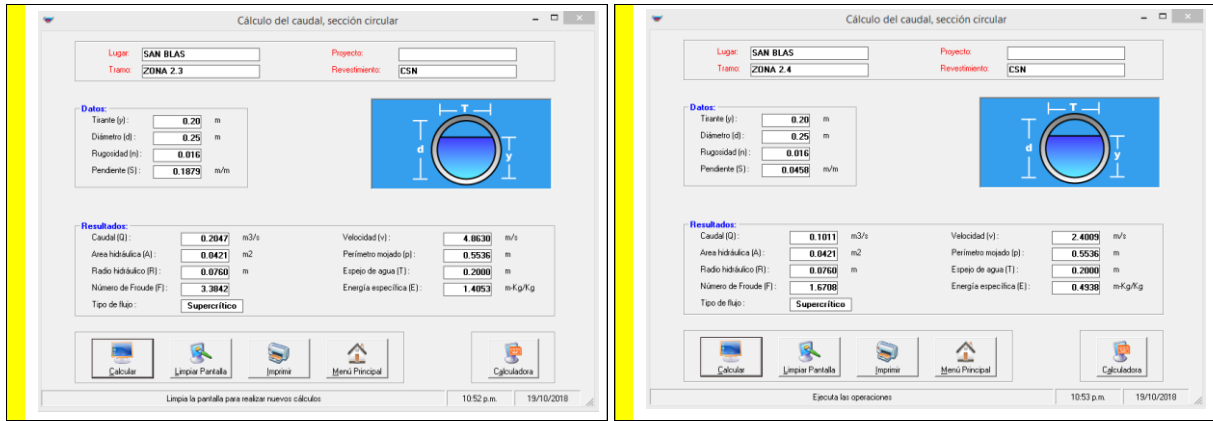 Cálculo del caudal, sección circular
Lugar: SAN BLAS Proyecto:
Tramo: ZONA 2.3 Revestimiento: CSN
Datos:
Tirante (y) : 0.20 m
Diámetro (d) : 0.25 m
Rugosidad (n) : 0.016
Pendiente (S) : 0.1879 m/m
T
d
y
Resultados:
Caudal (Q) : 0.2047 m3/s Velocidad (v) : 4.8630 m/s
Area hidráulica (A) : 0.0421 m2 Perímetro mojado (p) : 0.5536 m
Radio hidráulico (R) : 0.0760 m Espejo de agua (T) : 0.2000 m
Número de Froude (F) : 3.3842 Energía específica (E) : 1.4053 m-Kg/Kg
Tipo de flujo : Supercrítico
Calcular Limpiar Pantalla Imprimir Menú Principal Calculadora
Limpia la pantalla para realizar nuevos cálculos 10:52 p.m. 19/10/2018
Cálculo del caudal, sección circular
Lugar: SAN BLAS Proyecto:
Tramo: ZONA 2.4 Revestimiento: CSN
Datos:
Tirante (y) : 0.20 m
Diámetro (d) : 0.25 m
Rugosidad (n) : 0.016
Pendiente (S) : 0.0458 m/m
T
d
y
Resultados:
Caudal (Q) : 0.1011 m3/s Velocidad (v) : 2.4009 m/s
Area hidráulica (A) : 0.0421 m2 Perímetro mojado (p) : 0.5536 m
Radio hidráulico (R) : 0.0760 m Espejo de agua (T) : 0.2000 m
Número de Froude (F) : 1.6708 Energía específica (E) : 0.4938 m-Kg/Kg
Tipo de flujo : Supercrítico
Calcular Limpiar Pantalla Imprimir Menú Principal Calculadora
Ejecuta las operaciones 10:53 p.m. 19/10/2018